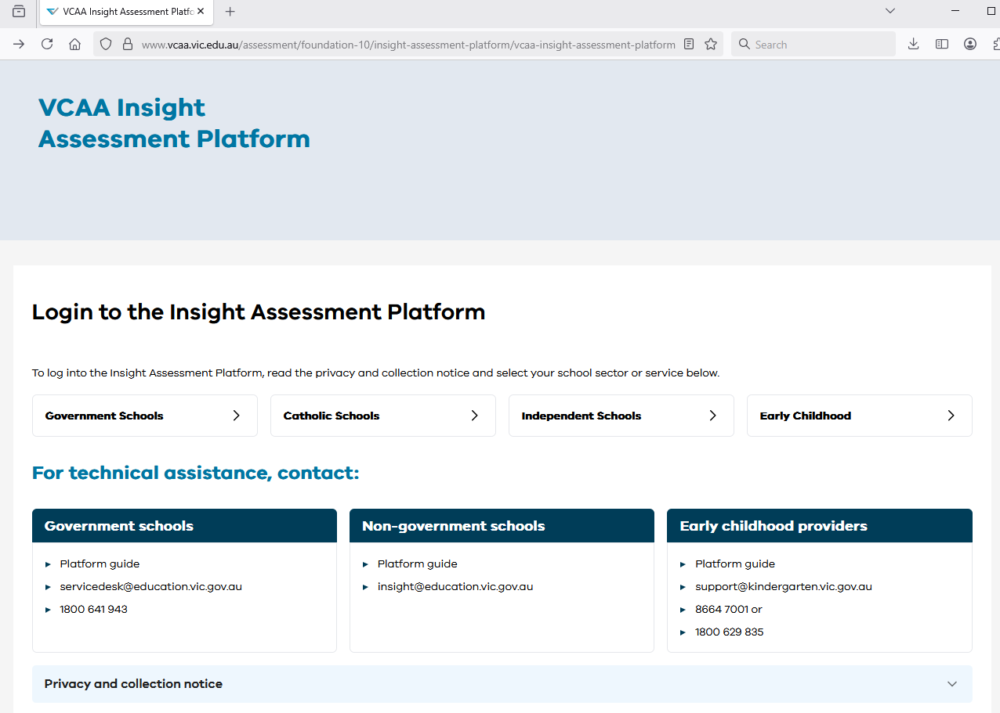 VCAA Insight Assessment Platfo
www.vcaa.vic.edu.au/assessment/foundation-10/insight-assessment-platform/vcaa-insight-assessment-platform
Search
VCAA Insight
Assessment Platform
Login to the Insight Assessment Platform
To log into the Insight Assessment Platform, read the privacy and collection notice and select your school sector or service below.
Government Schools
Catholic Schools
Independent Schools
Early Childhood
For technical assistance, contact:
Government schools
Platform guide
servicedesk@education.vic.gov.au
1800 641 943
Non-government schools
Platform guide
insight@education.vic.gov.au
Early childhood providers
Platform guide
support@kindergarten.vic.gov.au
8664 7001 or
1800 629 835
Privacy and collection notice